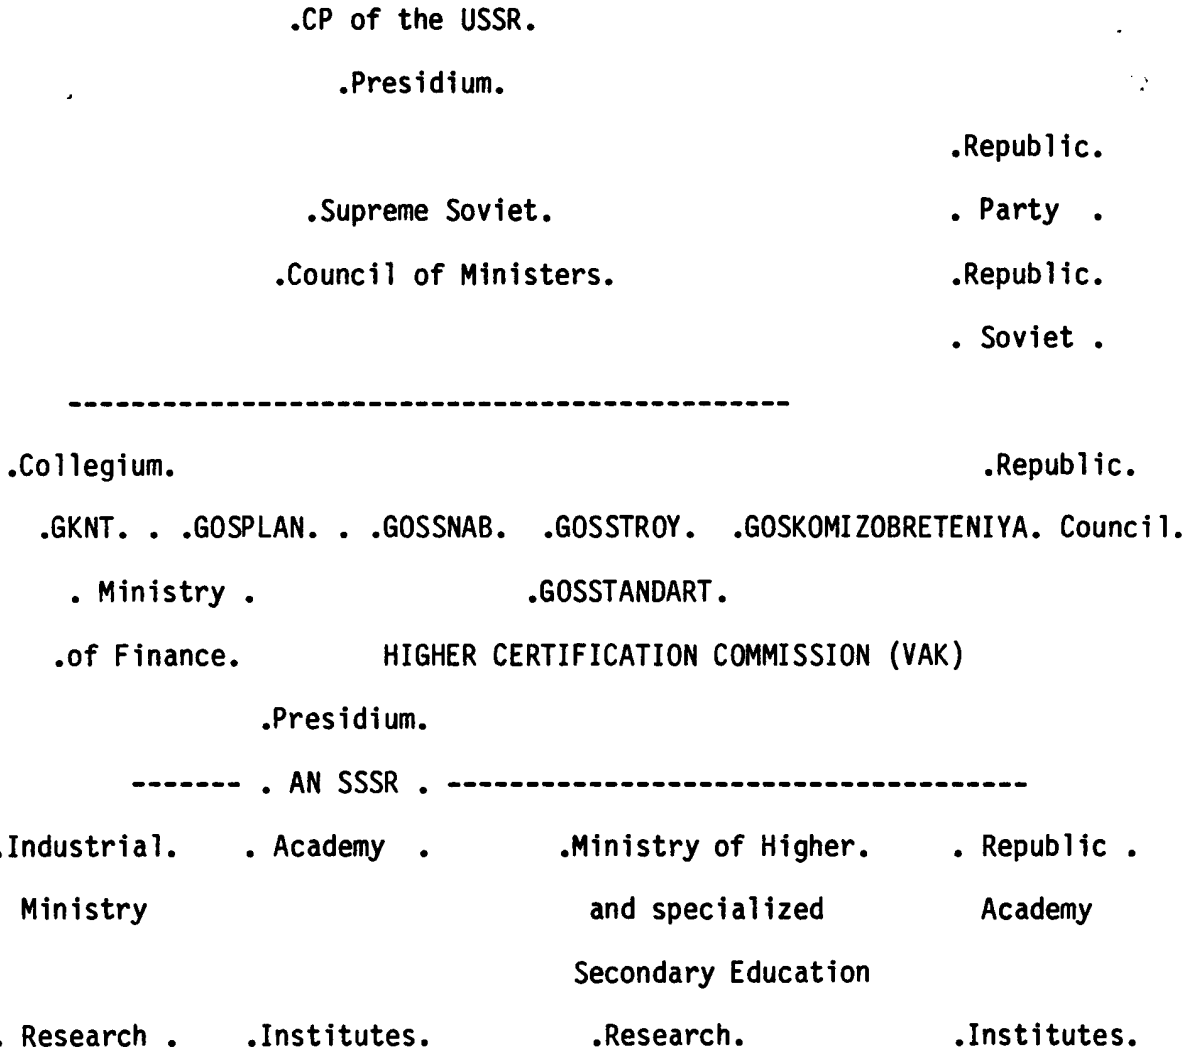 .CP of the USSR.
.Presidium.
.Republic.
.Supreme Soviet. . Party .
.Council of Ministers. .Republic.
. Soviet .
----------------------------------------------
.Collegium. .Republic.
.GKNT. . .GOSPLAN. . .GOSSNAB. .GOSSTROY. .GOSKOMIZOBRETENIYA. Council.
. Ministry . .GOSSTANDART.
.of Finance. HIGHER CERTIFICATION COMMISSION (VAK)
.Presidium.
------- . AN SSSR . -------------------------------------
.Industrial. . Academy . .Ministry of Higher. . Republic .
Ministry and specialized Academy
Secondary Education
. Research . .Institutes. .Research. .Institutes.